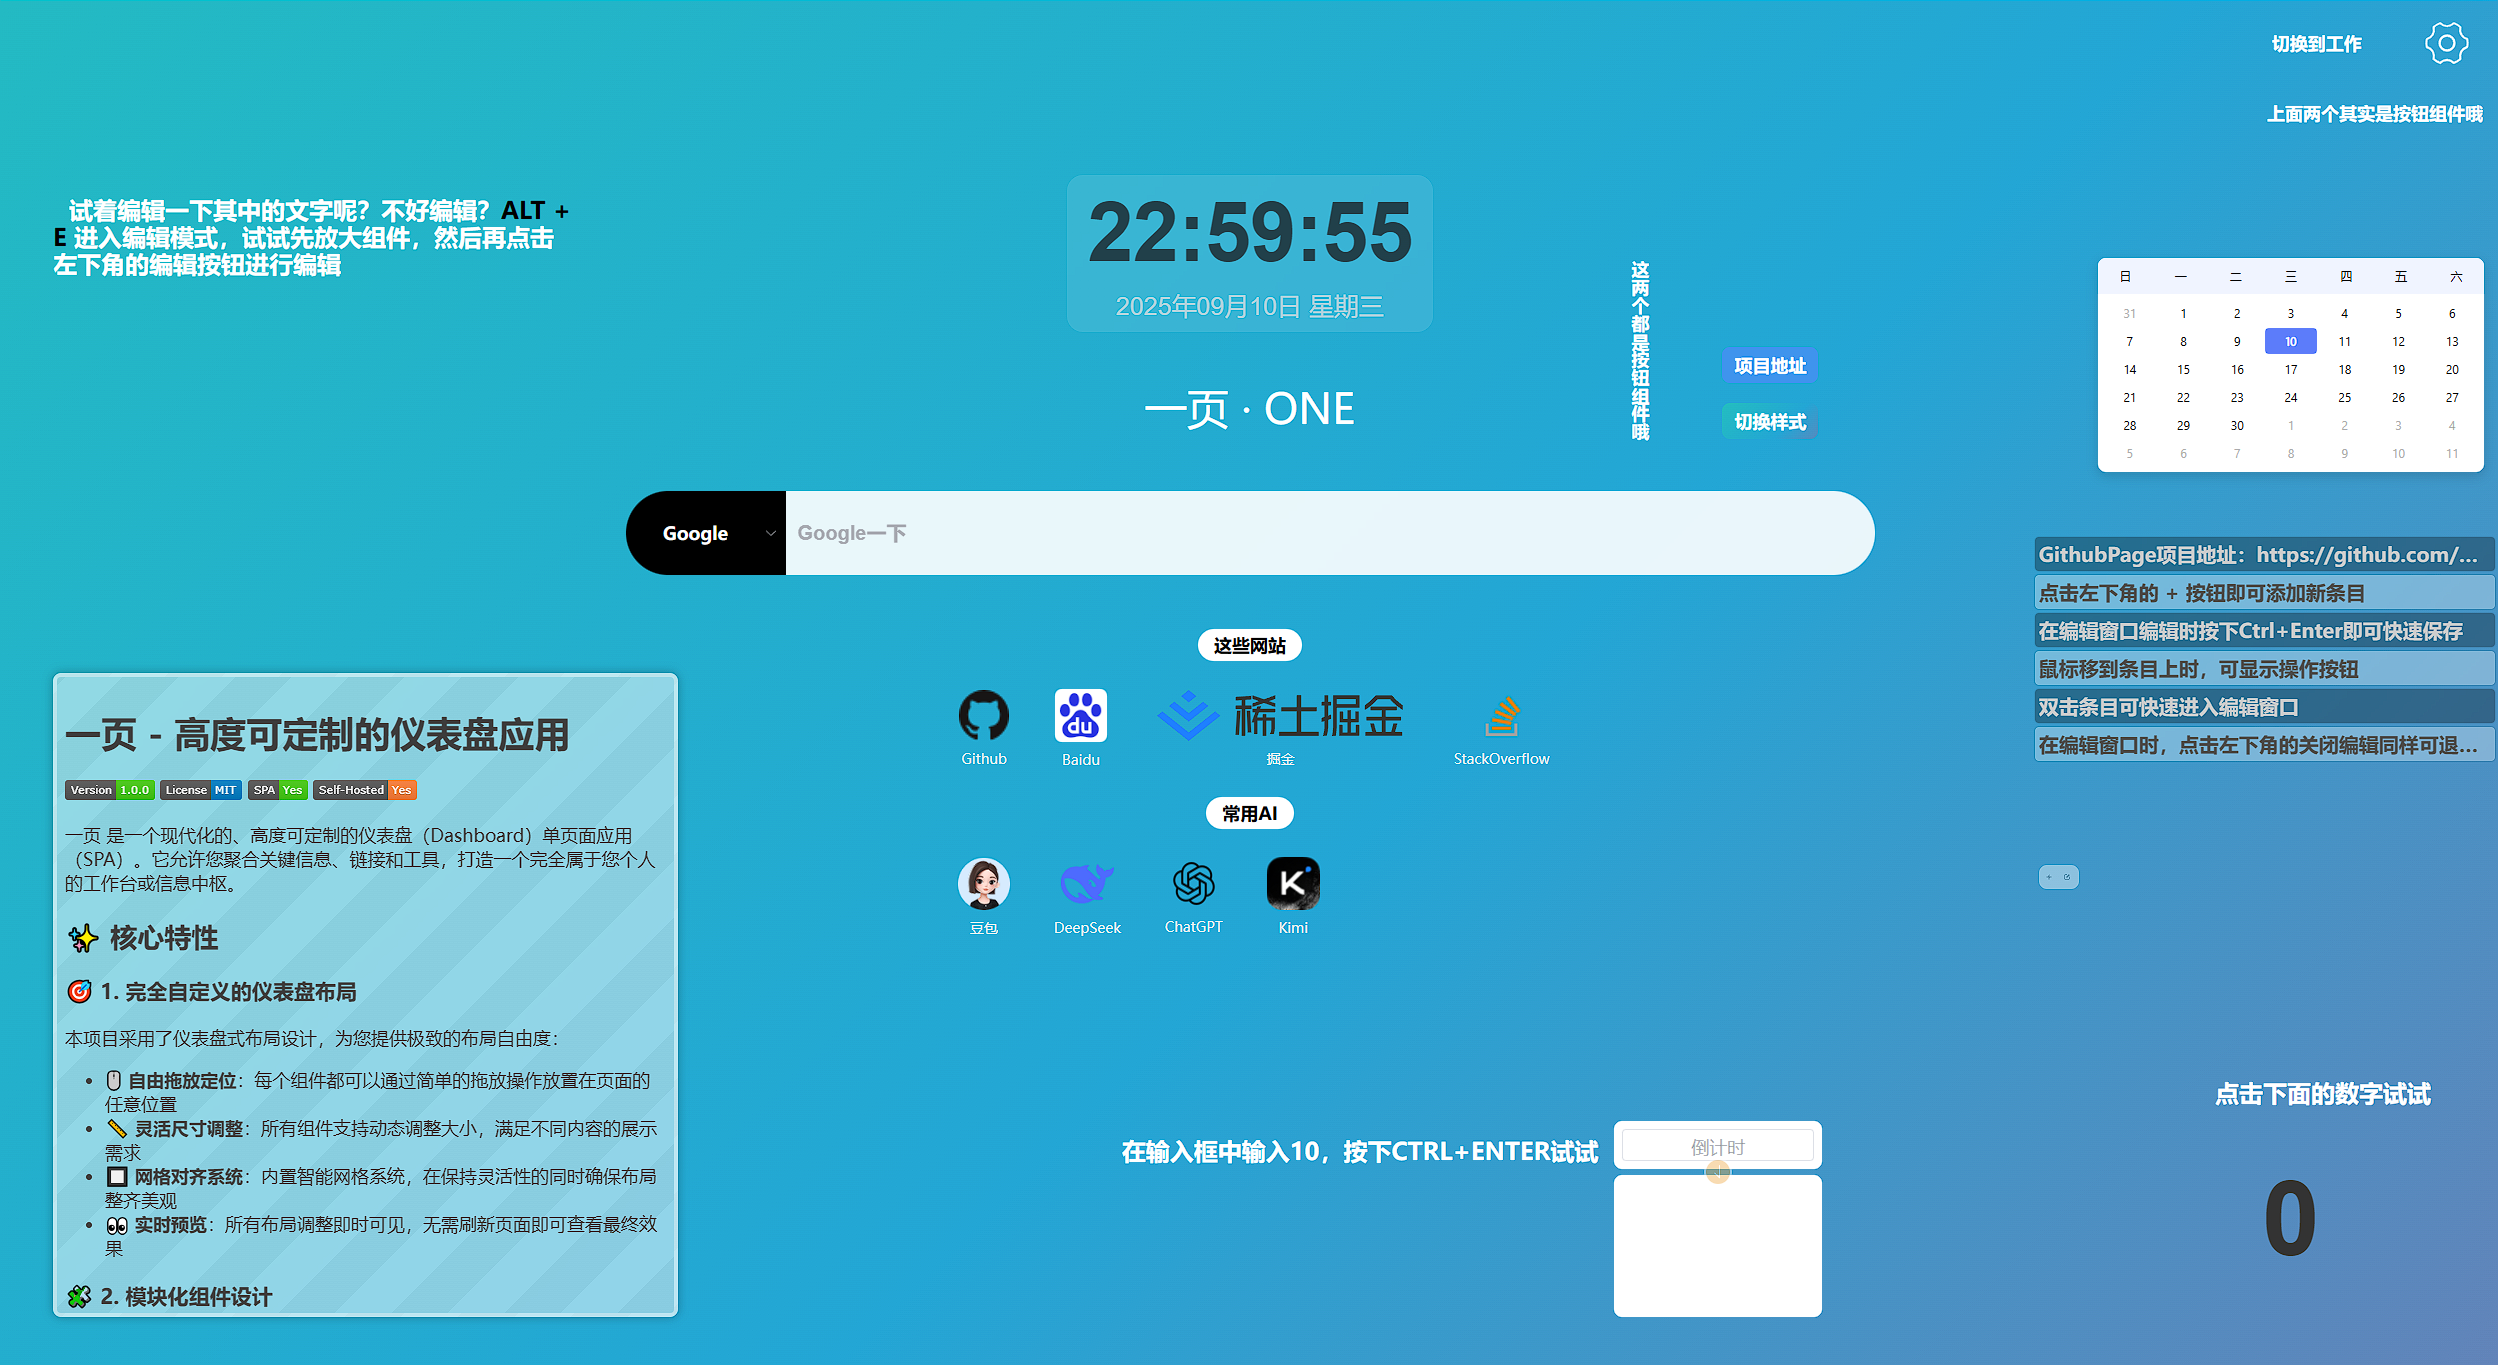 切换到工作
上面两个其实是按钮组件哦
试着编辑一下其中的文字呢？不好编辑？ALT +
E 进入编辑模式，试试先放大组件，然后再点击
左下角的编辑按钮进行编辑
22:59:55
2025年09月10日 星期三
一页 · ONE
这两个都是按钮组件哦
项目地址
切换样式
日 一 二 三 四 五 六
31 1 2 3 4 5 6
7 8 9 10 11 12 13
14 15 16 17 18 19 20
21 22 23 24 25 26 27
28 29 30 1 2 3 4
5 6 7 8 9 10 11
Google
Google一下
GithubPage项目地址：https://github.com/...
点击左下角的 + 按钮即可添加新条目
在编辑窗口编辑时按下Ctrl+Enter即可快速保存
鼠标移到条目上时，可显示操作按钮
双击条目可快速进入编辑窗口
在编辑窗口时，点击左下角的关闭编辑同样可退...
这些网站
du
稀土掘金
Github
Baidu
掘金
StackOverflow
常用AI
豆包
DeepSeek
ChatGPT
Kimi
一页 - 高度可定制的仪表盘应用
Version 1.0.0 License MIT SPA Yes Self-Hosted Yes
一页 是一个现代化的、高度可定制的仪表盘（Dashboard）单页面应用
（SPA）。它允许您聚合关键信息、链接和工具，打造一个完全属于您个人
的工作台或信息中枢。
✨ 核心特性
🎯 1. 完全自定义的仪表盘布局
本项目采用了仪表盘式布局设计，为您提供极致的布局自由度：
• 🖱️ 自由拖放定位：每个组件都可以通过简单的拖放操作放置在页面的
任意位置
• 📏 灵活尺寸调整：所有组件支持动态调整大小，满足不同内容的展示
需求
• 🔲 网格对齐系统：内置智能网格系统，在保持灵活性的同时确保布局
整齐美观
• 👀 实时预览：所有布局调整即时可见，无需刷新页面即可查看最终效
果
🧩 2. 模块化组件设计
在输入框中输入10，按下CTRL+ENTER试试
倒计时
点击下面的数字试试
0